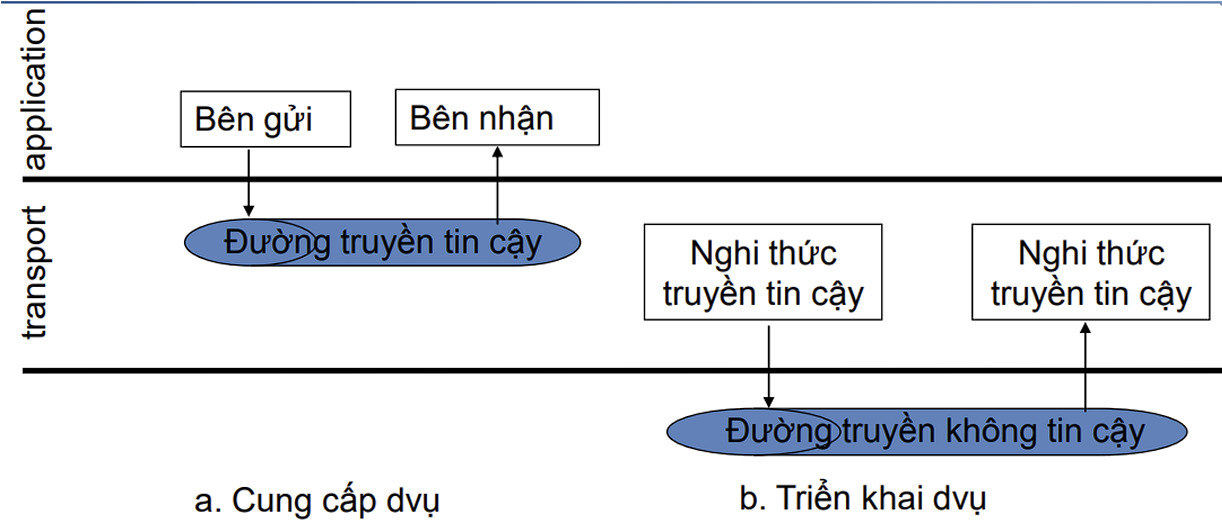 application
Bên gửi
Bên nhận
transport
Đường truyền tin cậy
Nghi thức
truyền tin cậy
Nghi thức
truyền tin cậy
Đường truyền không tin cậy
a. Cung cấp dvụ
b. Triển khai dvụ